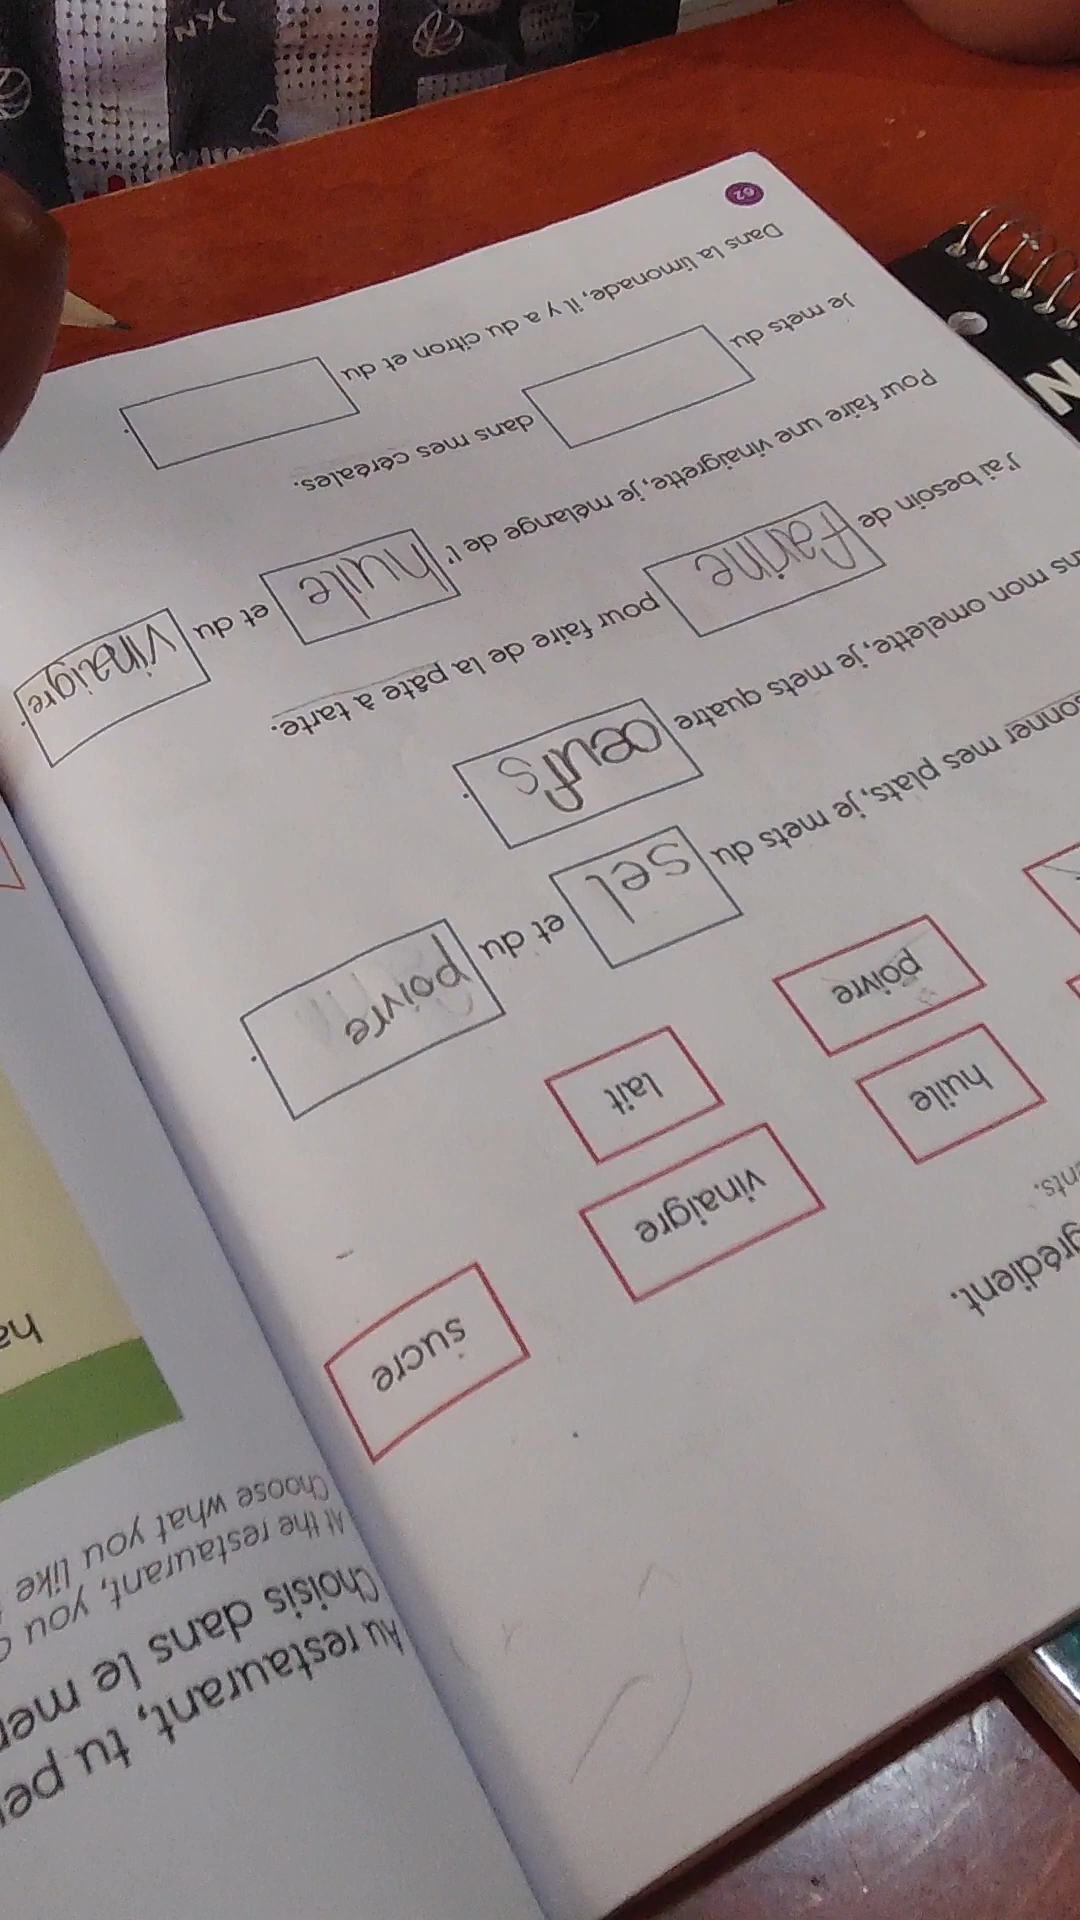 grédient.
nts.
sucre
vinaigre
huile
lait
poivre
onner mes plats, je mets du sel et du poivre.
ns mon omelette, je mets quatre œufs.
J'ai besoin de farine pour faire de la pâte à tarte.
Pour faire une vinaigrette, je mélange de l'huile et du vinaigre.
Je mets du dans mes céréales.
Dans la limonade, il y a du citron et du .
62
Au restaurant, tu pe
Choisis dans le me
At the restaurant, you c
Choose what you like
ha
N
JAN